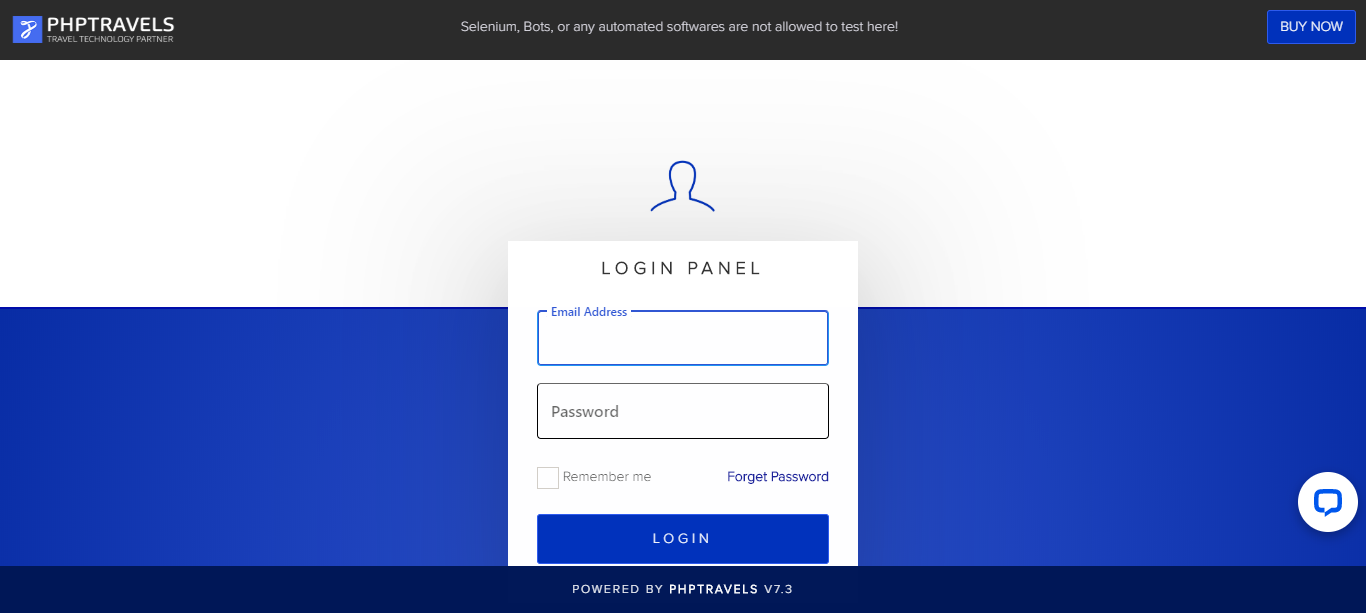 PHPTRAVELS
TRAVEL TECHNOLOGY PARTNER
Selenium, Bots, or any automated softwares are not allowed to test here!
BUY NOW
LOGIN PANEL
Email Address
Password
Remember me
Forget Password
LOGIN
POWERED BY PHPTRAVELS V7.3